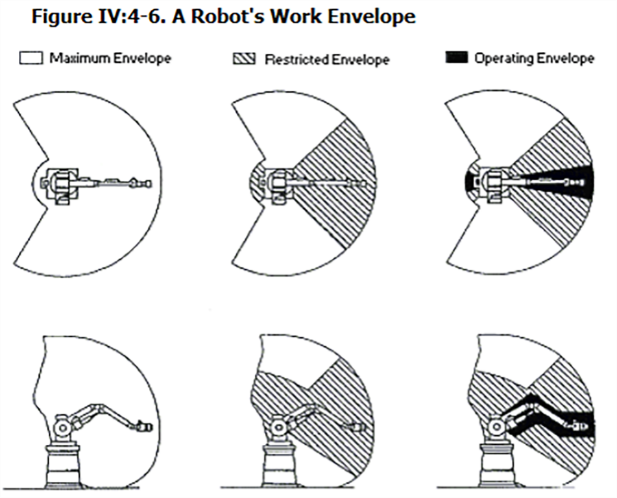 Figure IV:4-6. A Robot's Work Envelope
Maximum Envelope
Restricted Envelope
Operating Envelope